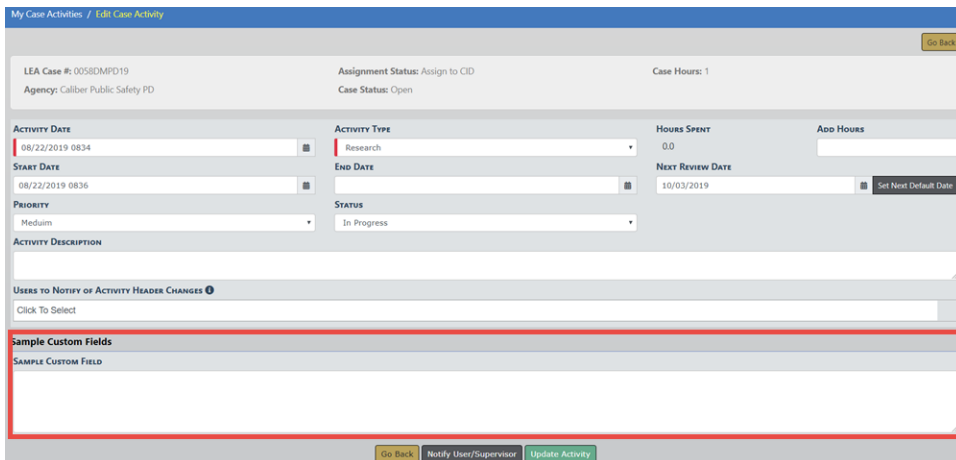 My Case Activities / Edit Case Activity
Go Back
LEA Case #: 0058DMPD19 Assignment Status: Assign to CID Case Hours: 1
Agency: Caliber Public Safety PD Case Status: Open
Activity Date Activity Type Hours Spent Add Hours
08/22/2019 0834 Research 0.0
Start Date End Date Next Review Date
08/22/2019 0836 10/03/2019 Set Next Default Date
Priority Status
Meduim In Progress
Activity Description
Users to Notify of Activity Header Changes
Click To Select
Sample Custom Fields
Sample Custom Field
Go Back Notify User/Supervisor Update Activity